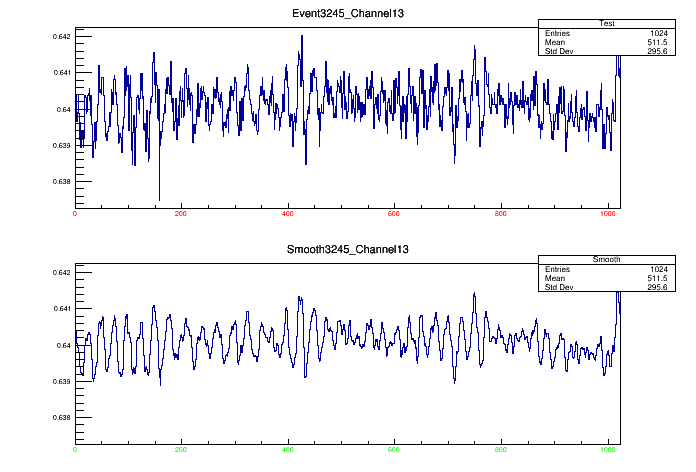 Event3245_Channel13
Test
Entries 1024
Mean 511.5
Std Dev 295.6
0.642
0.641
0.64
0.639
0.638
0 200 400 600 800 1000
Smooth3245_Channel13
Smooth
Entries 1024
Mean 511.5
Std Dev 295.6
0.642
0.641
0.64
0.639
0.638
0 200 400 600 800 1000